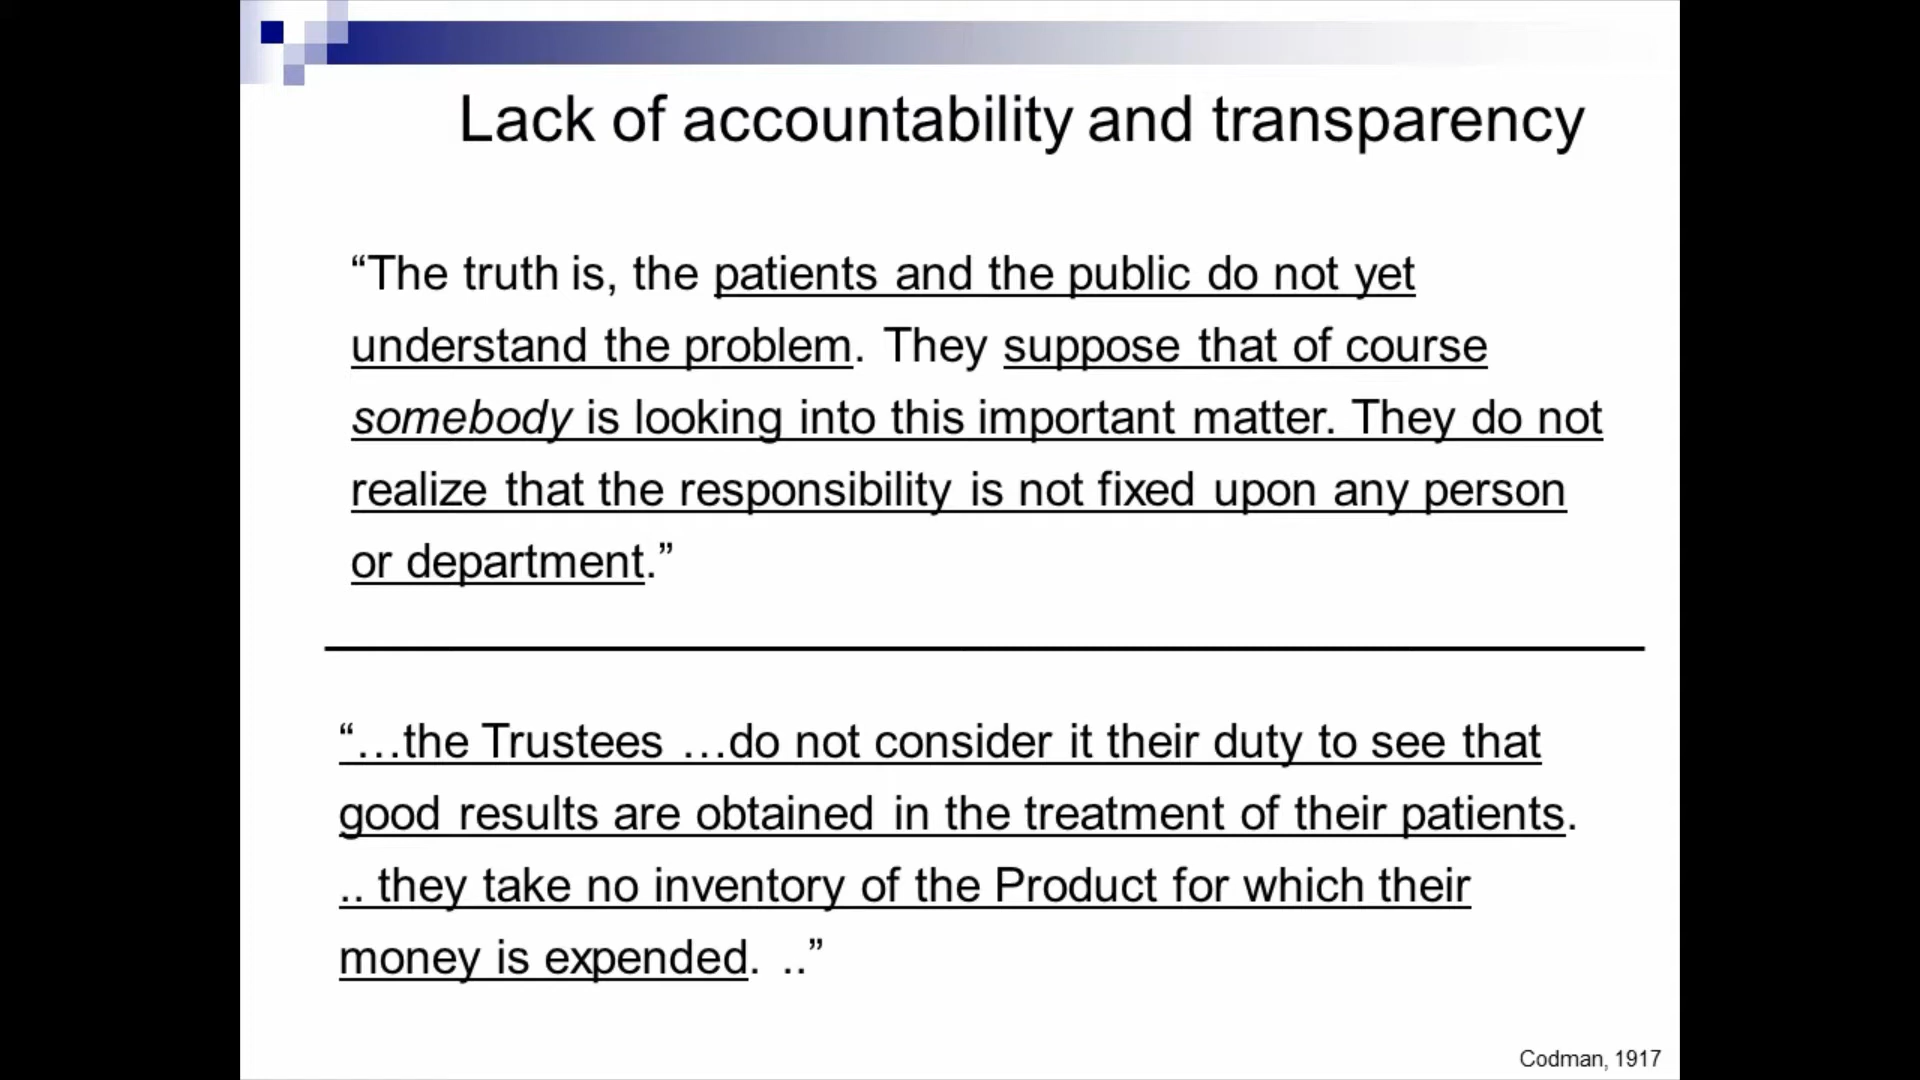 Lack of accountability and transparency
“The truth is, the patients and the public do not yet
understand the problem. They suppose that of course
somebody is looking into this important matter. They do not
realize that the responsibility is not fixed upon any person
or department.”
“…the Trustees …do not consider it their duty to see that
good results are obtained in the treatment of their patients.
.. they take no inventory of the Product for which their
money is expended. ..”
Codman, 1917